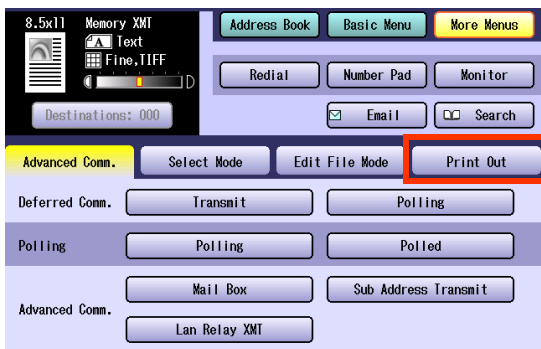 8.5x11 Memory XMT
A Text
Fine,TIFF
D
Destinations: 000
Address Book Basic Menu More Menus
Redial Number Pad Monitor
Email Search
Advanced Comm. Select Mode Edit File Mode Print Out
Deferred Comm. Transmit Polling
Polling Polling Polled
Advanced Comm. Mail Box Sub Address Transmit
Lan Relay XMT